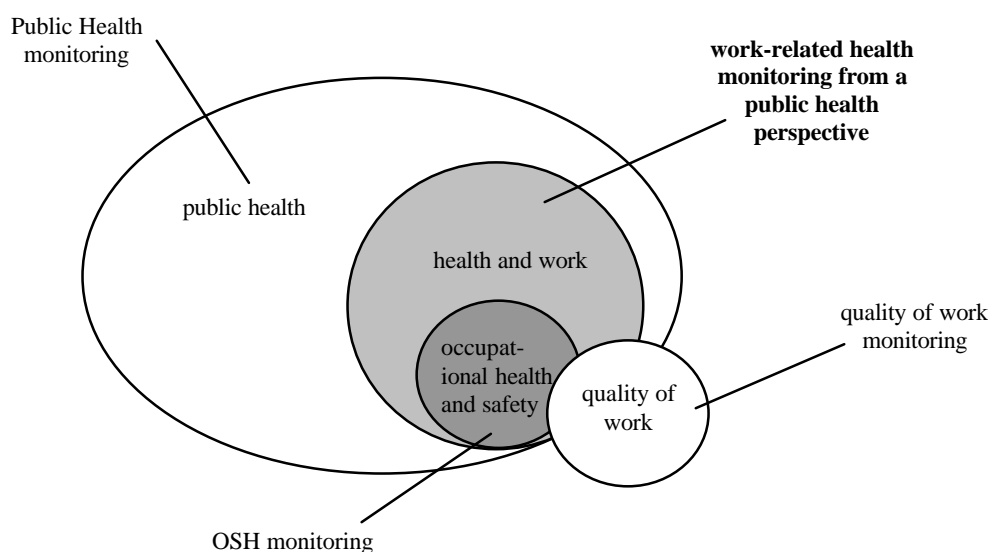 Public Health
monitoring
work-related health
monitoring from a
public health
perspective
public health
health and work
quality of work
monitoring
occupat-
ional health
and safety
quality of
work
OSH monitoring